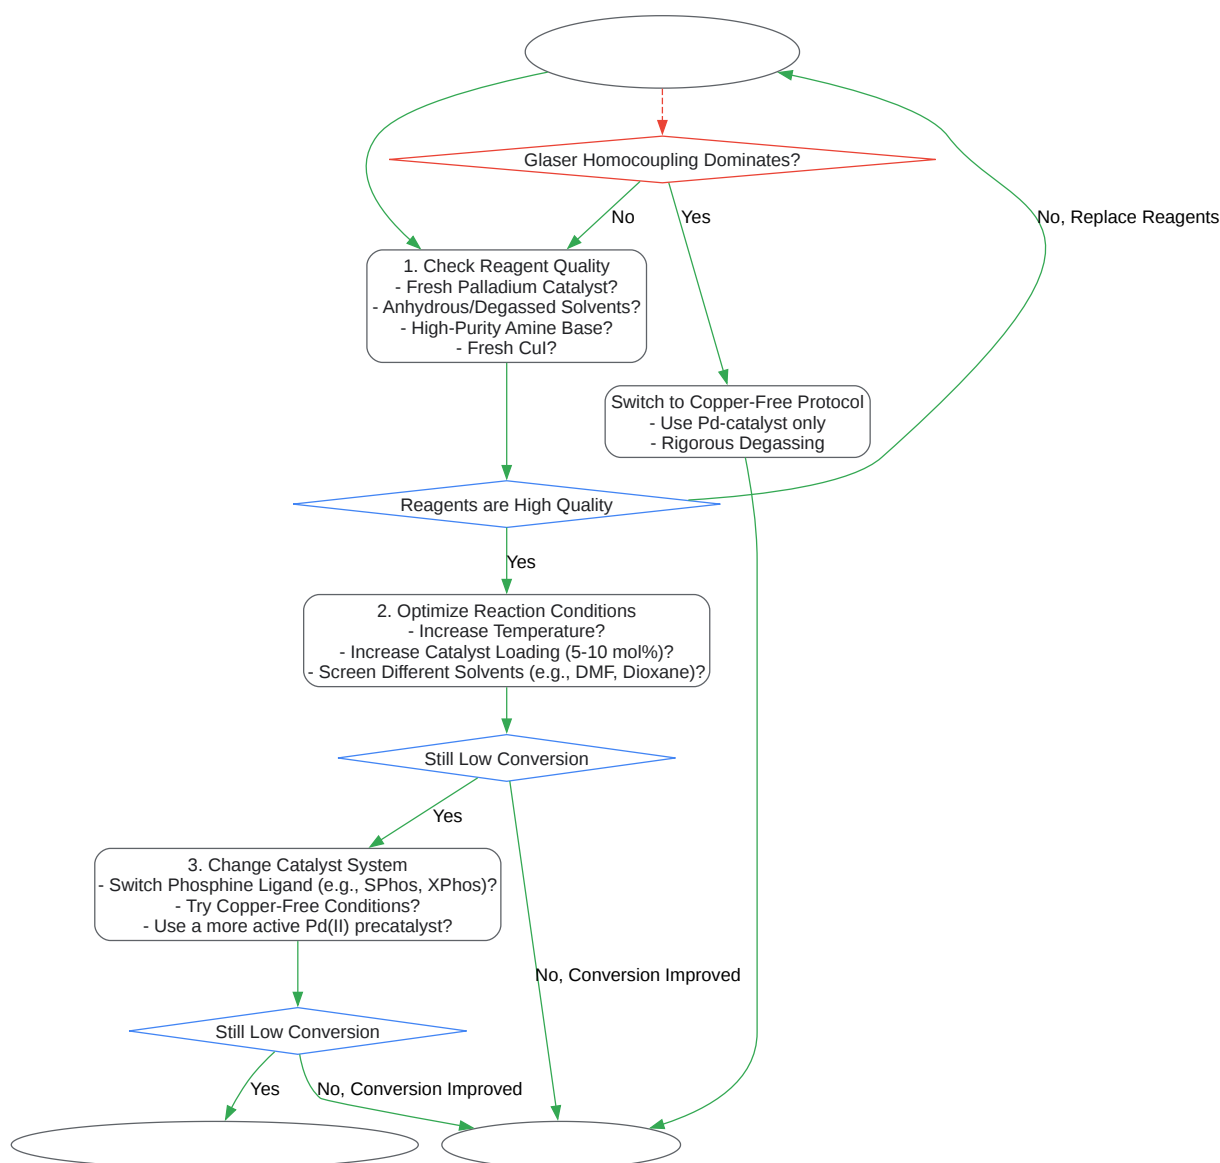 Glaser Homocoupling Dominates?
No
Yes
No, Replace Reagents
1. Check Reagent Quality
- Fresh Palladium Catalyst?
- Anhydrous/Degassed Solvents?
- High-Purity Amine Base?
- Fresh CuI?
Switch to Copper-Free Protocol
- Use Pd-catalyst only
- Rigorous Degassing
Reagents are High Quality
Yes
2. Optimize Reaction Conditions
- Increase Temperature?
- Increase Catalyst Loading (5-10 mol%)?
- Screen Different Solvents (e.g., DMF, Dioxane)?
Still Low Conversion
Yes
3. Change Catalyst System
- Switch Phosphine Ligand (e.g., SPhos, XPhos)?
- Try Copper-Free Conditions?
- Use a more active Pd(II) precatalyst?
No, Conversion Improved
Still Low Conversion
Yes
No, Conversion Improved